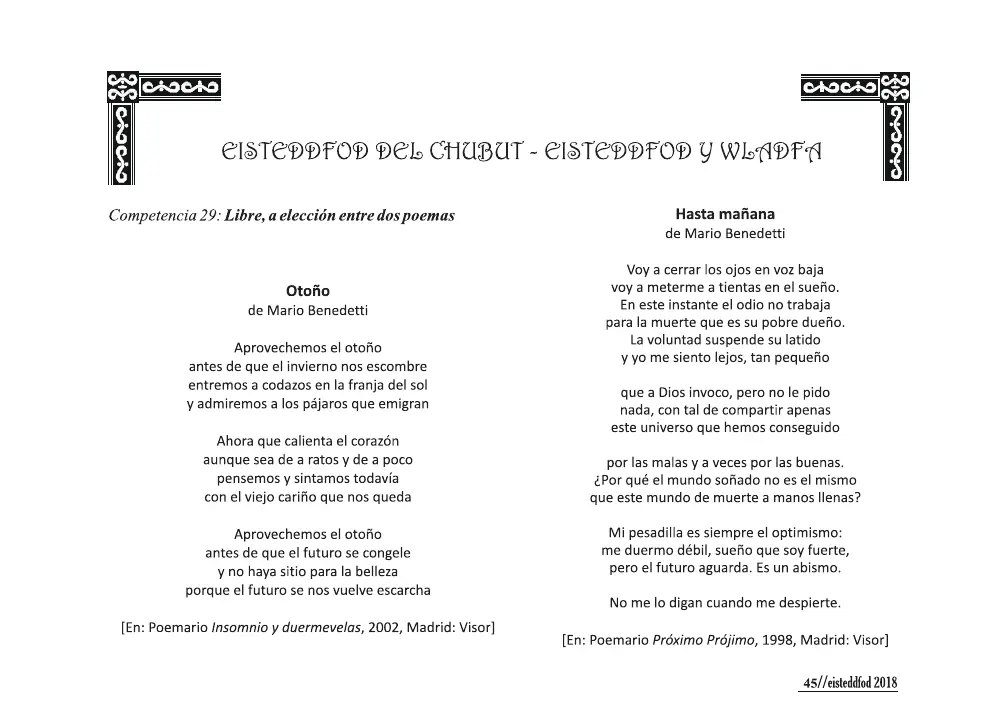 EISTEDDFOD DEL CHUBUT - EISTEDDFOD Y WLADFA
Competencia 29: Libre, a elección entre dos poemas
Otoño
de Mario Benedetti
Aprovechemos el otoño
antes de que el invierno nos escombre
entremos a codazos en la franja del sol
y admiremos a los pájaros que emigran
Ahora que calienta el corazón
aunque sea de a ratos y de a poco
pensemos y sintamos todavía
con el viejo cariño que nos queda
Aprovechemos el otoño
antes de que el futuro se congele
y no haya sitio para la belleza
porque el futuro se nos vuelve escarcha
[En: Poemario Insomnio y duermevelas, 2002, Madrid: Visor]
Hasta mañana
de Mario Benedetti
Voy a cerrar los ojos en voz baja
voy a meterme a tientas en el sueño.
En este instante el odio no trabaja
para la muerte que es su pobre dueño.
La voluntad suspende su latido
y yo me siento lejos, tan pequeño
que a Dios invoco, pero no le pido
nada, con tal de compartir apenas
este universo que hemos conseguido
por las malas y a veces por las buenas.
¿Por qué el mundo soñado no es el mismo
que este mundo de muerte a manos llenas?
Mi pesadilla es siempre el optimismo:
me duermo débil, sueño que soy fuerte,
pero el futuro aguarda. Es un abismo.
No me lo digan cuando me despierte.
[En: Poemario Próximo Prójimo, 1998, Madrid: Visor]
45//eisteddfod 2018